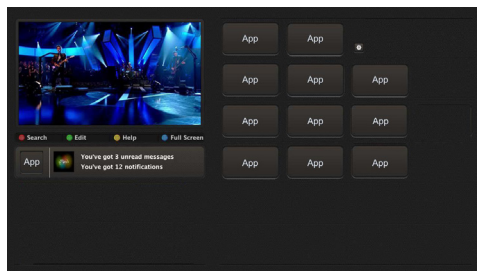 App App
App App App
Search Edit Help Full Screen
App App App
App
You've got 3 unread messages
You've got 12 notifications
App App App